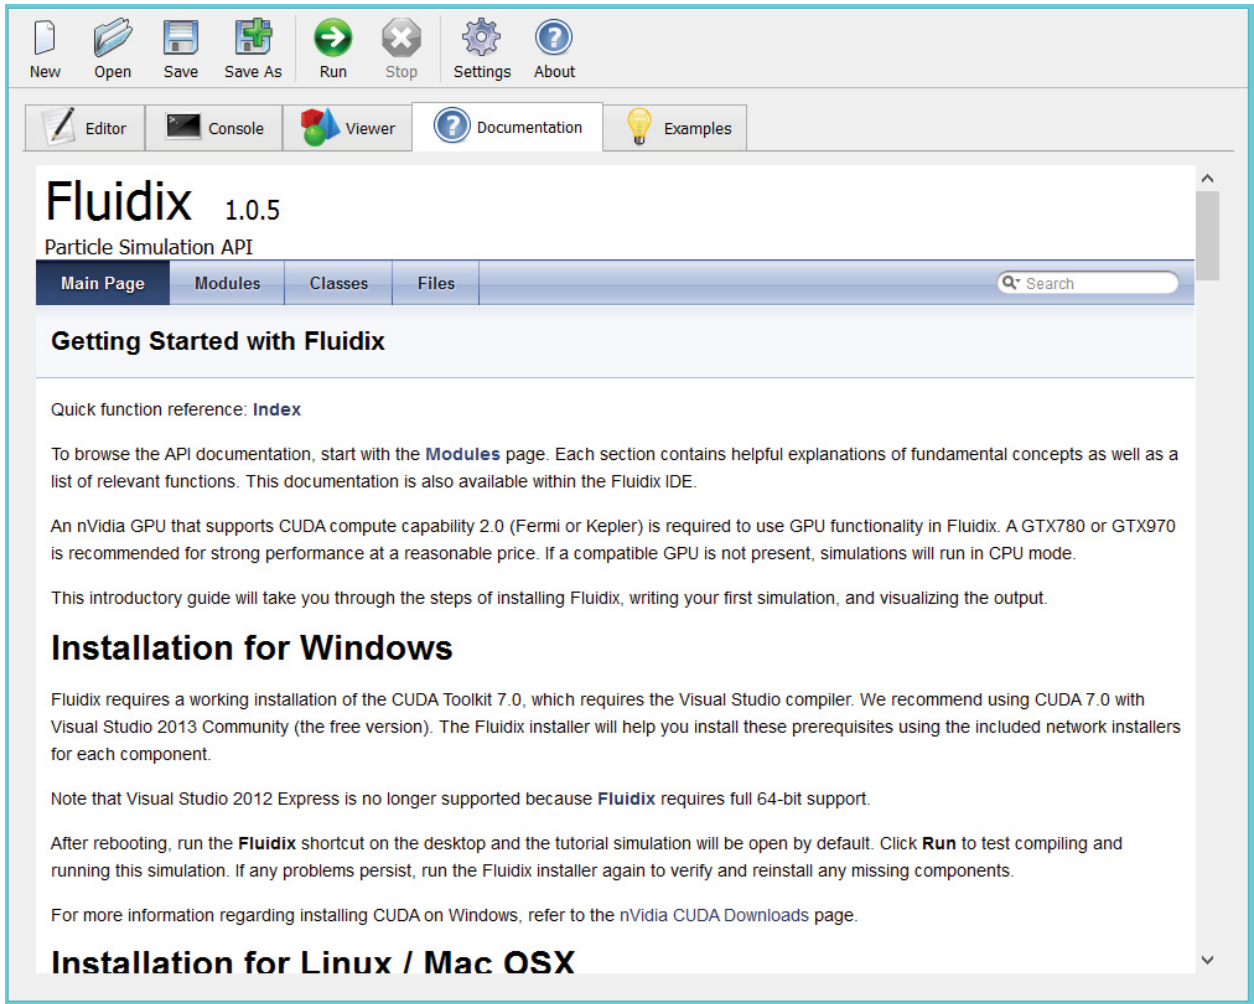 New Open Save Save As Run Stop Settings About
Editor Console Viewer Documentation Examples
Fluidix 1.0.5
Particle Simulation API
Main Page Modules Classes Files Search
Getting Started with Fluidix
Quick function reference: Index
To browse the API documentation, start with the Modules page. Each section contains helpful explanations of fundamental concepts as well as a
list of relevant functions. This documentation is also available within the Fluidix IDE.
An nVidia GPU that supports CUDA compute capability 2.0 (Fermi or Kepler) is required to use GPU functionality in Fluidix. A GTX780 or GTX970
is recommended for strong performance at a reasonable price. If a compatible GPU is not present, simulations will run in CPU mode.
This introductory guide will take you through the steps of installing Fluidix, writing your first simulation, and visualizing the output.
Installation for Windows
Fluidix requires a working installation of the CUDA Toolkit 7.0, which requires the Visual Studio compiler. We recommend using CUDA 7.0 with
Visual Studio 2013 Community (the free version). The Fluidix installer will help you install these prerequisites using the included network installers
for each component.
Note that Visual Studio 2012 Express is no longer supported because Fluidix requires full 64-bit support.
After rebooting, run the Fluidix shortcut on the desktop and the tutorial simulation will be open by default. Click Run to test compiling and
running this simulation. If any problems persist, run the Fluidix installer again to verify and reinstall any missing components.
For more information regarding installing CUDA on Windows, refer to the nVidia CUDA Downloads page.
Installation for Linux / Mac OSX